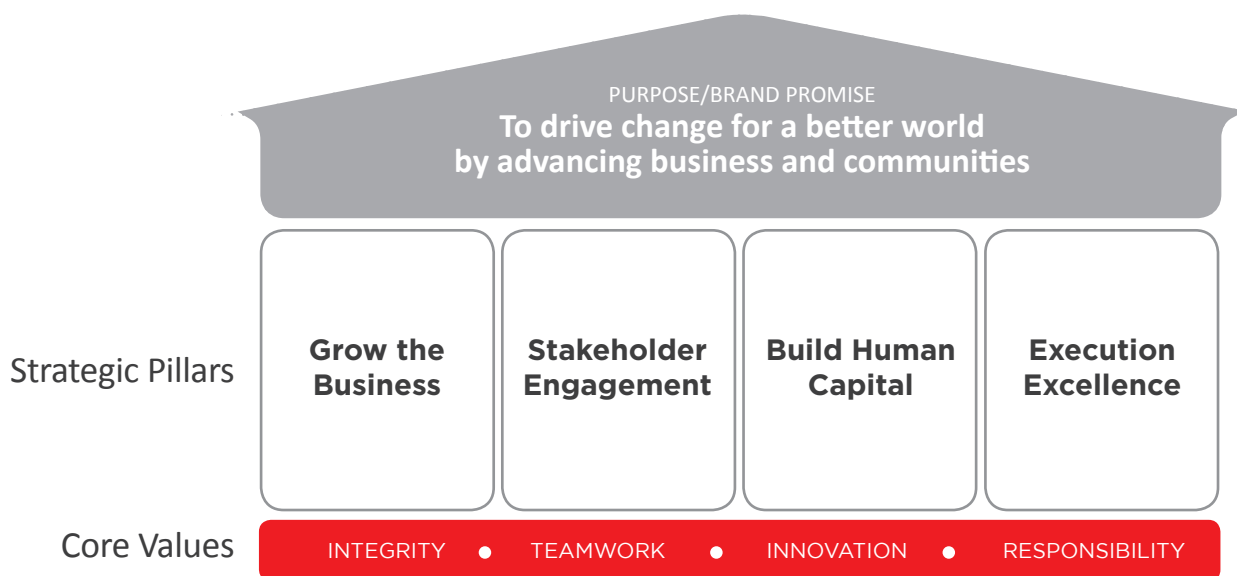 PURPOSE/BRAND PROMISE
To drive change for a better world
by advancing business and communities
Strategic Pillars
Grow the
Business
Stakeholder
Engagement
Build Human
Capital
Execution
Excellence
Core Values
INTEGRITY ● TEAMWORK ● INNOVATION ● RESPONSIBILITY